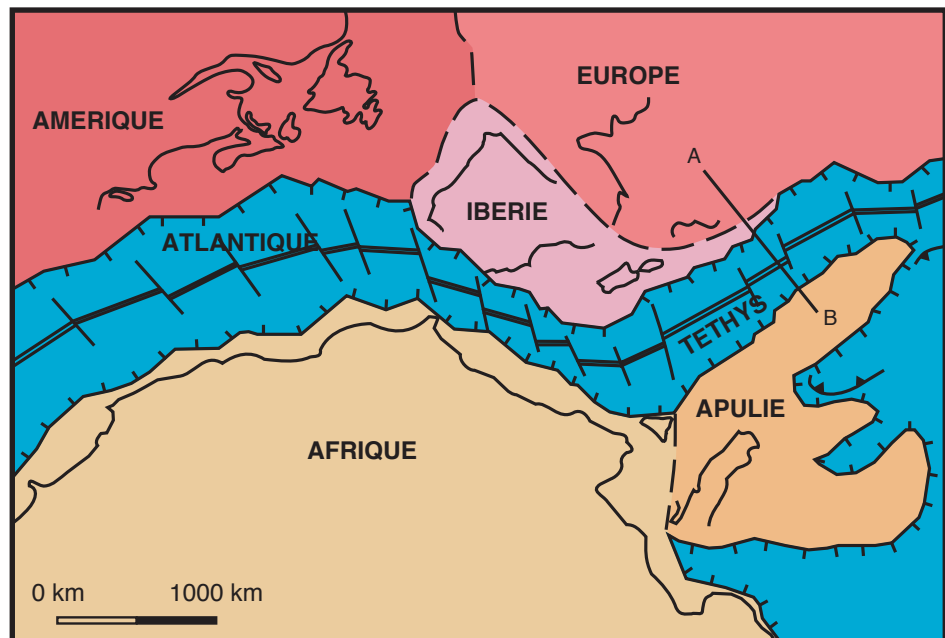 EUROPE
AMERIQUE
A
IBERIE
ATLANTIQUE
TETHYS
B
APULIE
AFRIQUE
0 km 1000 km